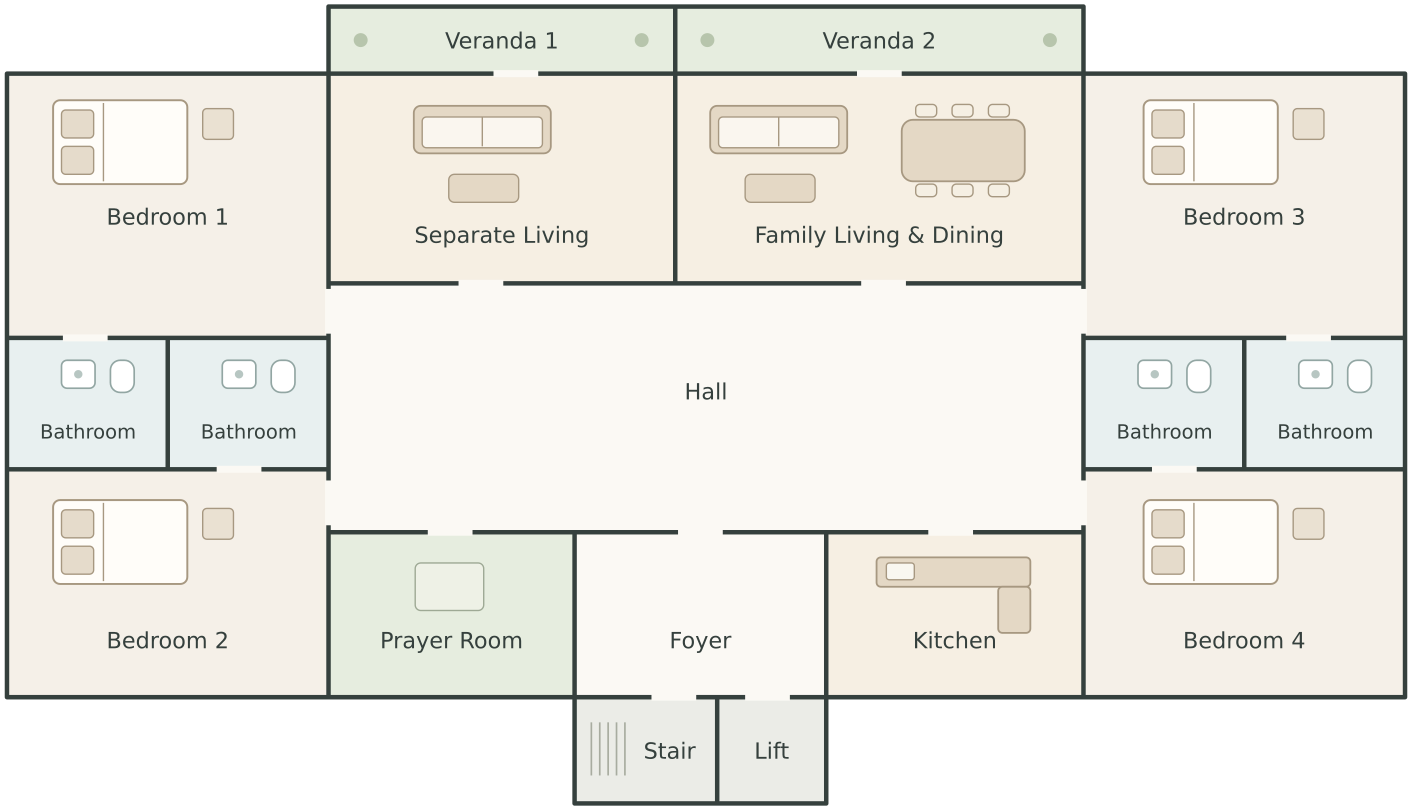 Veranda 1
Veranda 2
Bedroom 1
Separate Living
Family Living & Dining
Bedroom 3
Hall
Bathroom
Bathroom
Bathroom
Bathroom
Bedroom 2
Prayer Room
Foyer
Kitchen
Bedroom 4
Stair
Lift